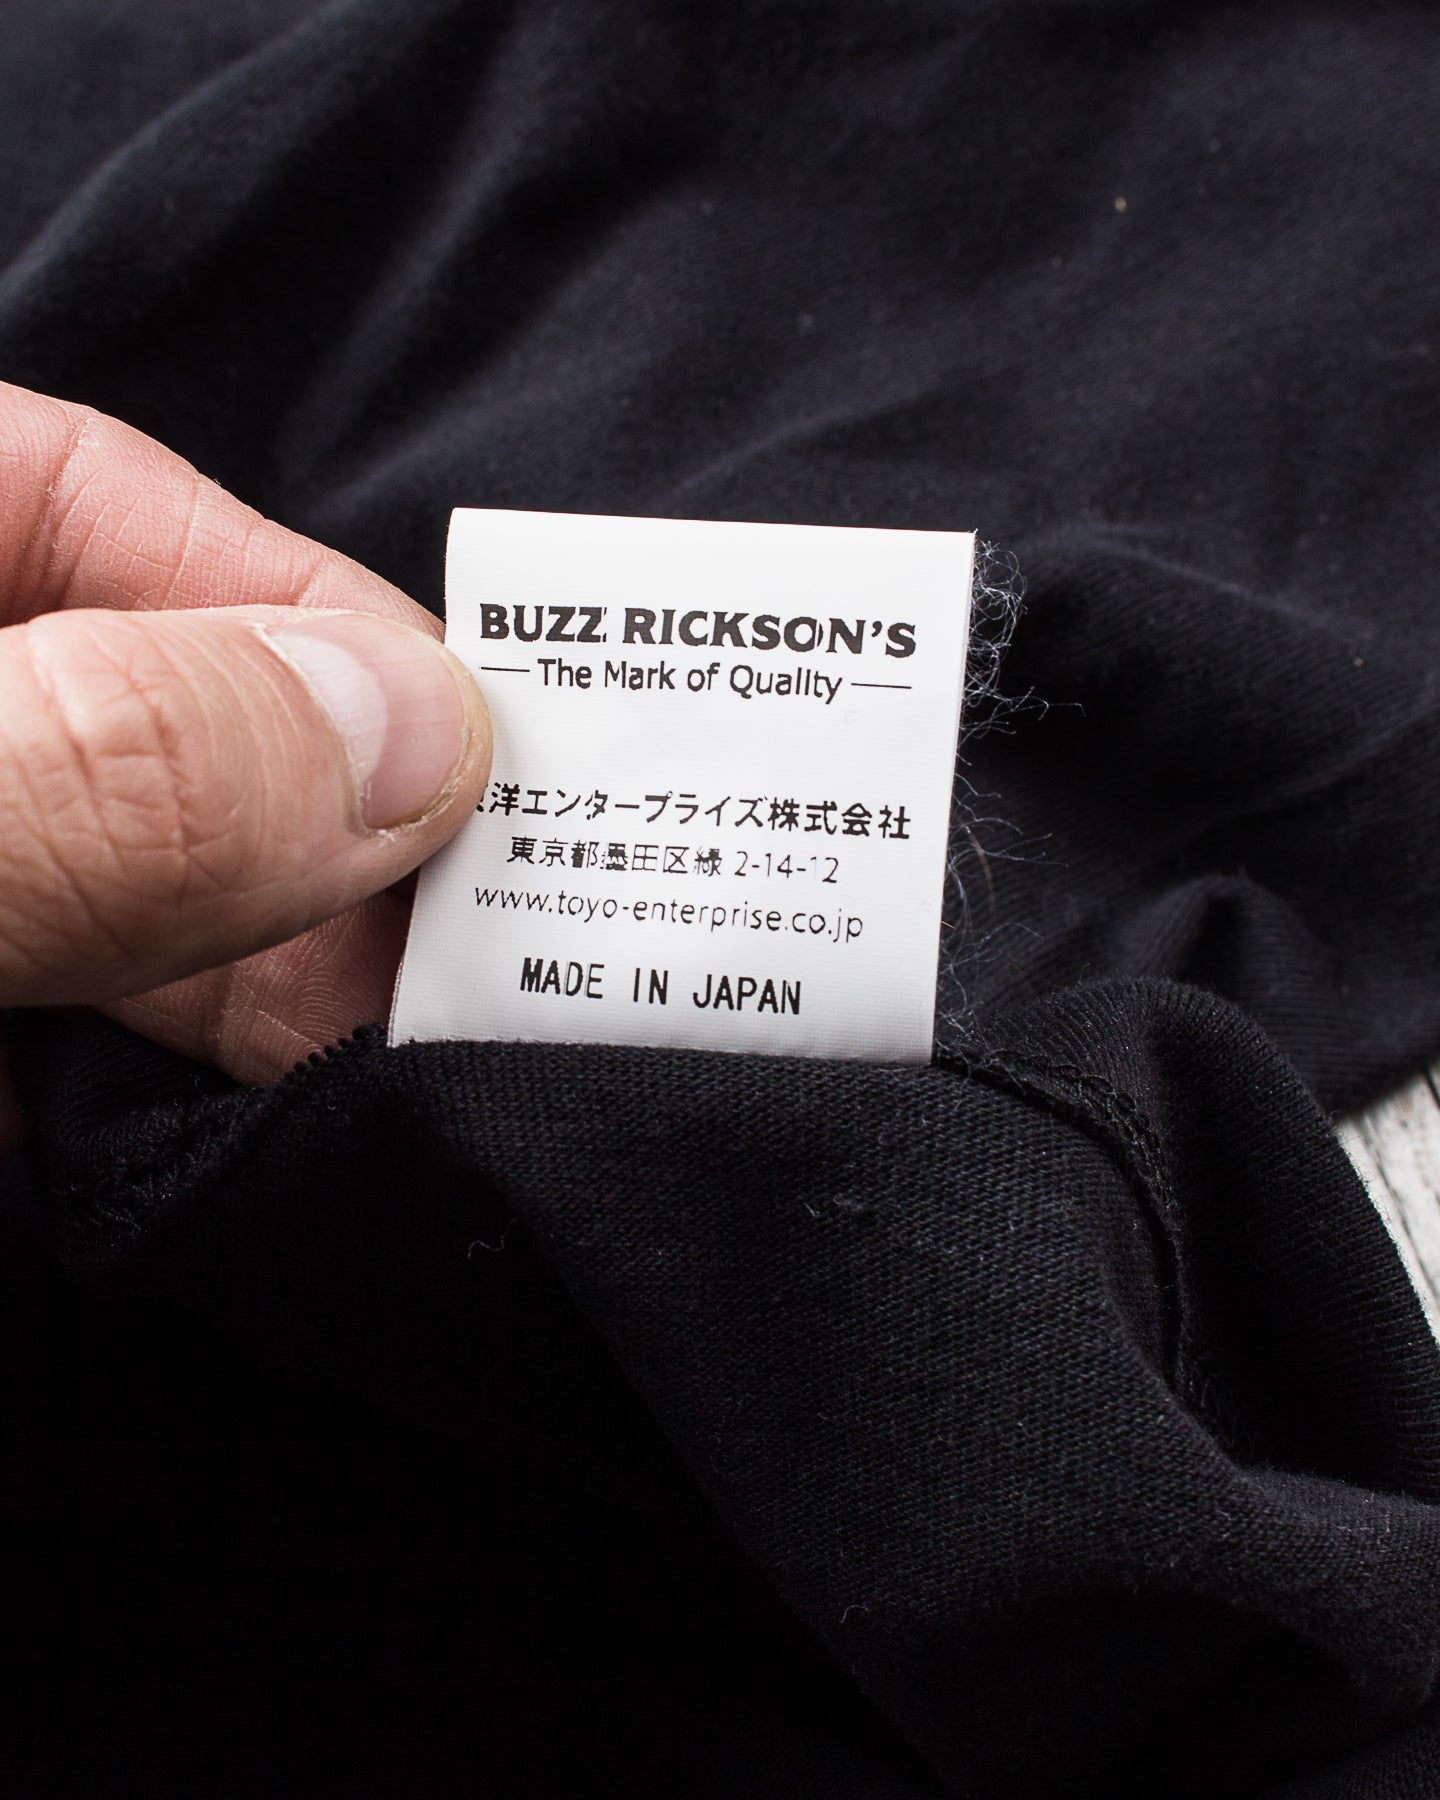 BUZZ RICKSON'S
The Mark of Quality
洋エンタープライズ株式会社
東京都墨田区緑 2-14-12
www.toyo-enterprise.co.jp
MADE IN JAPAN